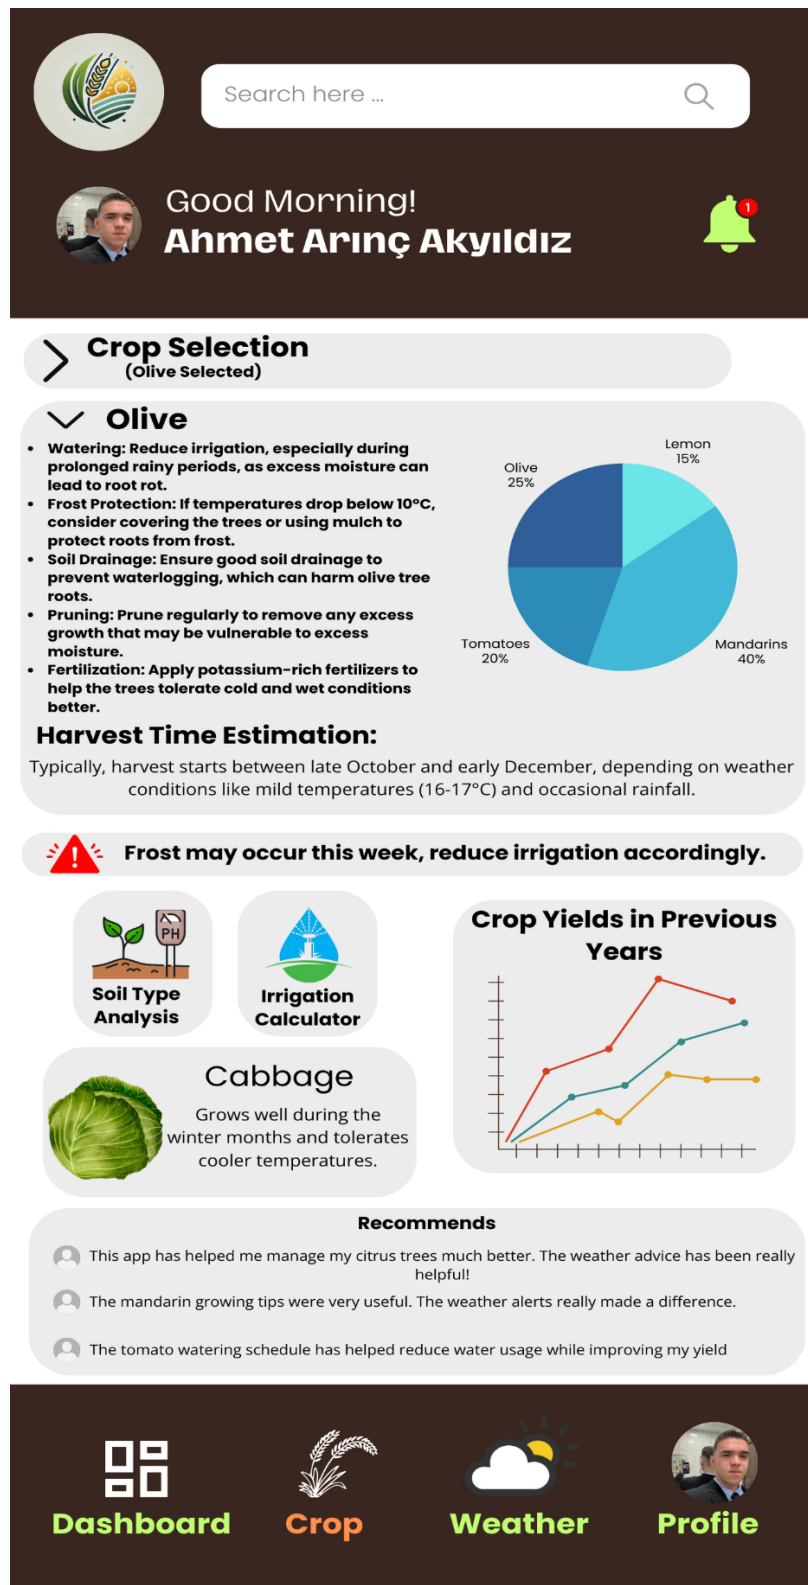 Search here ...
Good Morning!
1
Ahmet Arınç Akyıldız
Crop Selection
(Olive Selected)
Olive
• Watering: Reduce irrigation, especially during
prolonged rainy periods, as excess moisture can
lead to root rot.
• Frost Protection: If temperatures drop below 10°C,
consider covering the trees or using mulch to
protect roots from frost.
• Soil Drainage: Ensure good soil drainage to
prevent waterlogging, which can harm olive tree
roots.
• Pruning: Prune regularly to remove any excess
growth that may be vulnerable to excess
moisture.
• Fertilization: Apply potassium-rich fertilizers to
help the trees tolerate cold and wet conditions
better.
Lemon
15%
Olive
25%
Tomatoes
20%
Mandarins
40%
Harvest Time Estimation:
Typically, harvest starts between late October and early December, depending on weather
conditions like mild temperatures (16-17°C) and occasional rainfall.
Frost may occur this week, reduce irrigation accordingly.
PH
Soil Type
Analysis
Irrigation
Calculator
Crop Yields in Previous
Years
Cabbage
Grows well during the
winter months and tolerates
cooler temperatures.
Recommends
This app has helped me manage my citrus trees much better. The weather advice has been really
helpful!
The mandarin growing tips were very useful. The weather alerts really made a difference.
The tomato watering schedule has helped reduce water usage while improving my yield
Dashboard
Crop
Weather
Profile